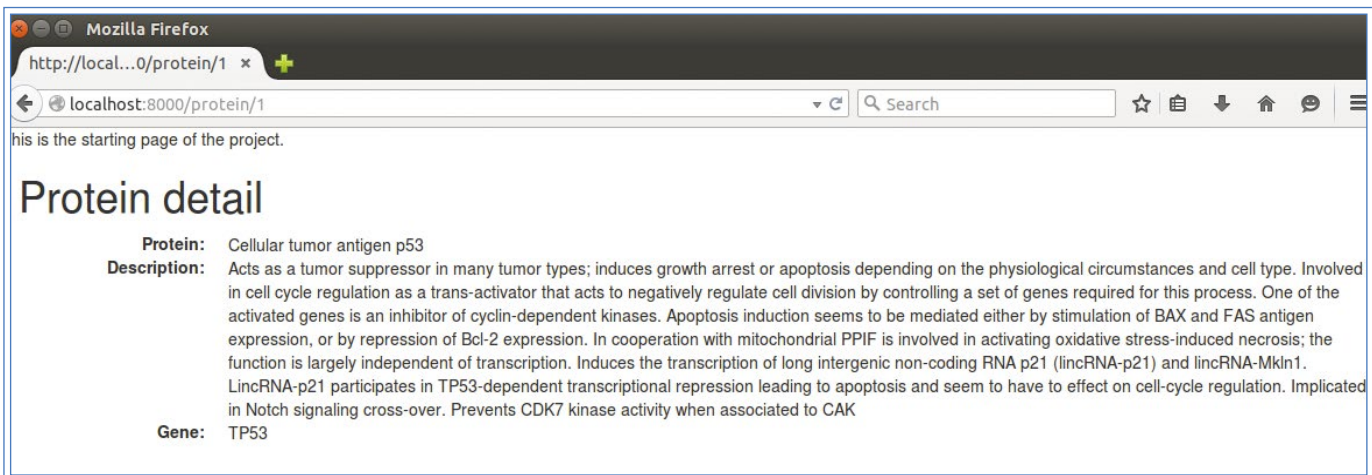 Mozilla Firefox
http://local...0/protein/1 ×
localhost:8000/protein/1
Search
his is the starting page of the project.
Protein detail
Protein: Cellular tumor antigen p53
Description: Acts as a tumor suppressor in many tumor types; induces growth arrest or apoptosis depending on the physiological circumstances and cell type. Involved
in cell cycle regulation as a trans-activator that acts to negatively regulate cell division by controlling a set of genes required for this process. One of the
activated genes is an inhibitor of cyclin-dependent kinases. Apoptosis induction seems to be mediated either by stimulation of BAX and FAS antigen
expression, or by repression of Bcl-2 expression. In cooperation with mitochondrial PPIF is involved in activating oxidative stress-induced necrosis; the
function is largely independent of transcription. Induces the transcription of long intergenic non-coding RNA p21 (lincRNA-p21) and lincRNA-Mkln1.
LincRNA-p21 participates in TP53-dependent transcriptional repression leading to apoptosis and seem to have to effect on cell-cycle regulation. Implicated
in Notch signaling cross-over. Prevents CDK7 kinase activity when associated to CAK
Gene: TP53